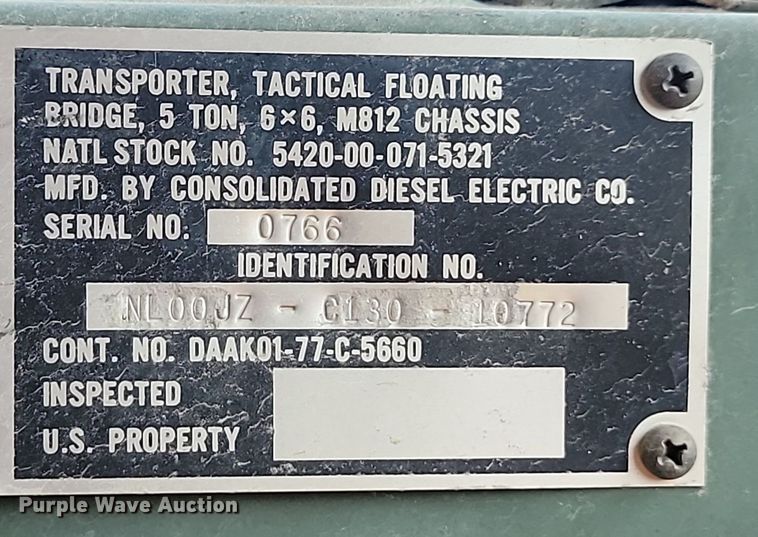 TRANSPORTER, TACTICAL FLOATING
BRIDGE, 5 TON, 6×6, M812 CHASSIS
NATL STOCK NO. 5420-00-071-5321
MFD. BY CONSOLIDATED DIESEL ELECTRIC CO.
SERIAL NO. 0766
IDENTIFICATION NO.
NL00JZ - C130 - 10772
CONT. NO. DAAK01-77-C-5660
INSPECTED
U.S. PROPERTY
Purple Wave Auction